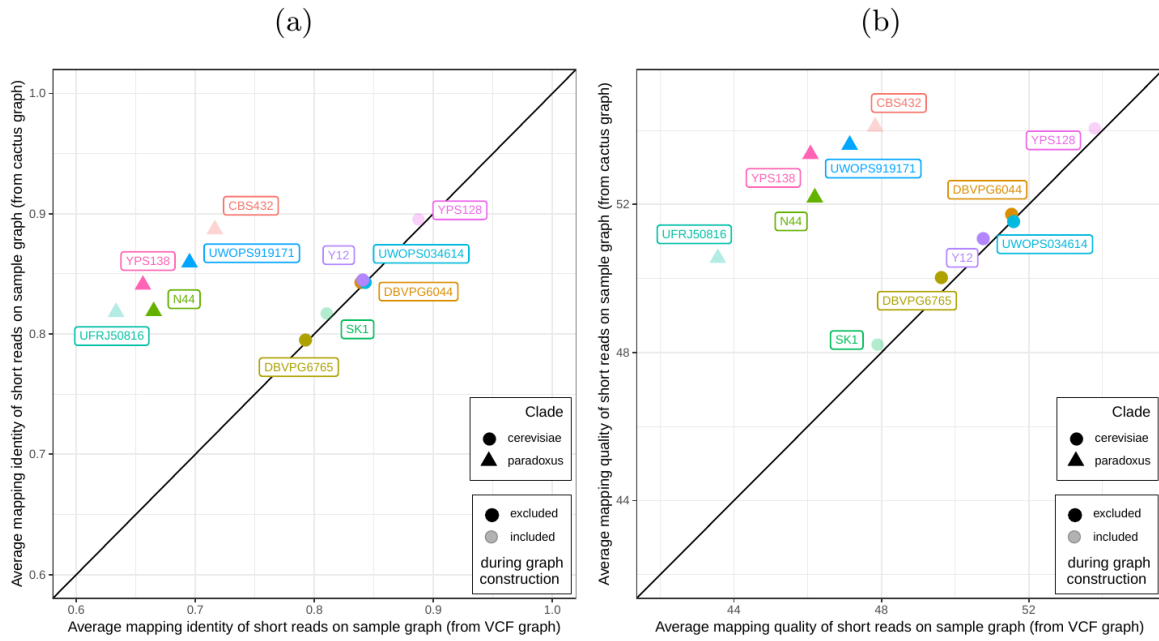 (a)
Average mapping identity of short reads on sample graph (from cactus graph)
1.0
0.9
0.8
0.7
0.6
CBS432
YPS128
UWOPS919171
Y12
UWOPS034614
YPS138
N44
DBVPG6044
UFRJ50816
SK1
DBVPG6765
Clade
cerevisiae
paradoxus
excluded
included
during graph
construction
0.6
0.7
0.8
0.9
1.0
Average mapping identity of short reads on sample graph (from VCF graph)
(b)
Average mapping quality of short reads on sample graph (from cactus graph)
52
48
44
CBS432
YPS128
UWOPS919171
YPS138
DBVPG6044
N44
UFRJ50816
UWOPS034614
Y12
DBVPG6765
SK1
Clade
cerevisiae
paradoxus
excluded
included
during graph
construction
44
48
52
Average mapping quality of short reads on sample graph (from VCF graph)